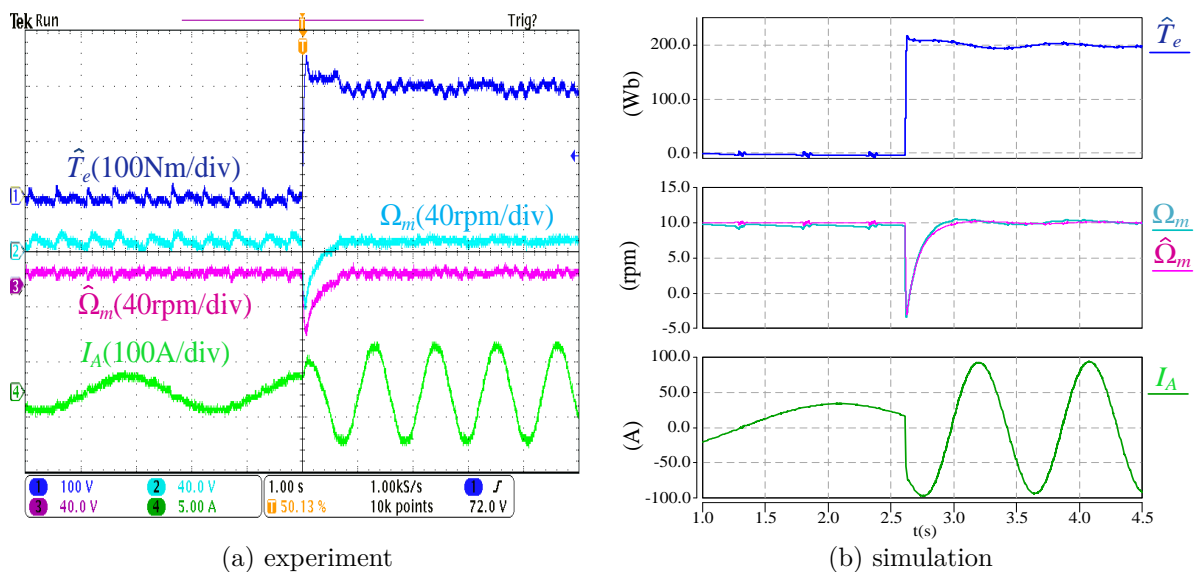 Tek Run Trig?
T
T
T̂e(100Nm/div)
1
Ωm(40rpm/div)
2
3
Ω̂m(40rpm/div)
IA(100A/div)
4
1 100 V 2 40.0 V
3 40.0 V 4 5.00 A
1.00 s 1.00kS/s
T 50.13 % 10k points
1 72.0 V
(a) experiment
200.0
100.0
0.0
(Wb)
T̂e
15.0
10.0
5.0
0.0
-5.0
(rpm)
Ωm
Ω̂m
100.0
50.0
0.0
-50.0
-100.0
(A)
IA
1.0 1.5 2.0 2.5 3.0 3.5 4.0 4.5
t(s)
(b) simulation